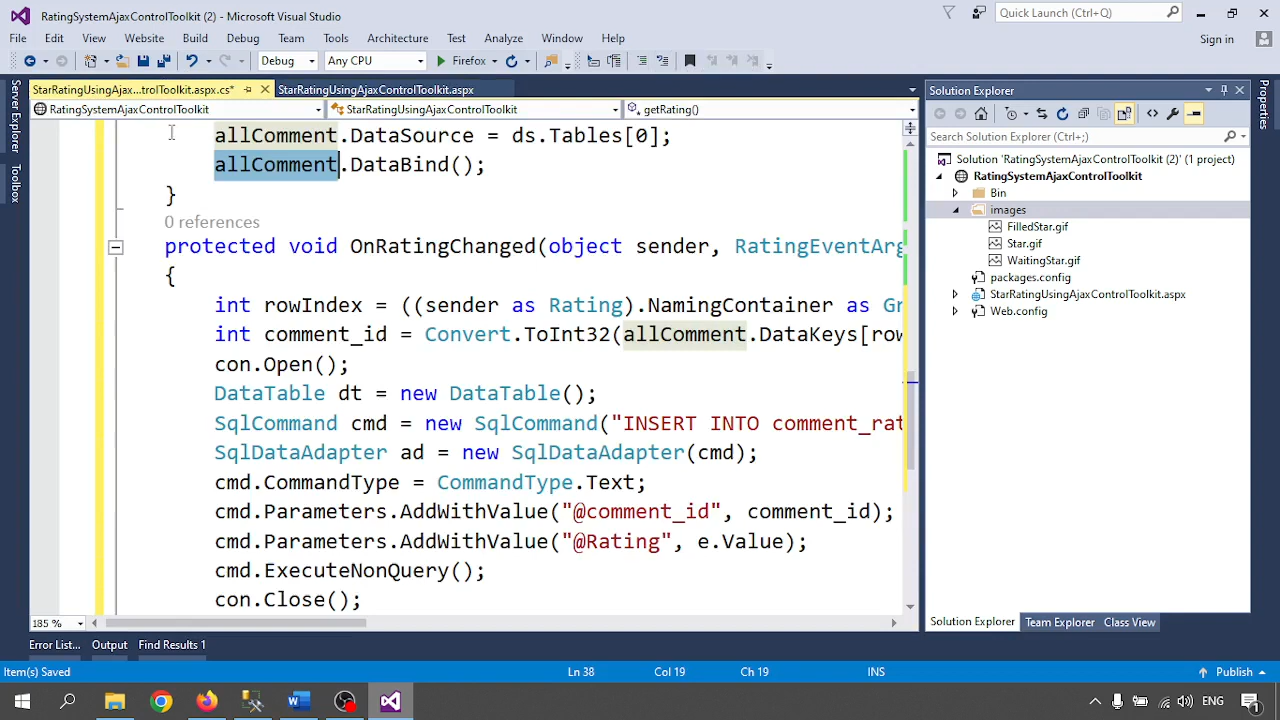 RatingSystemAjaxControlToolkit (2) - Microsoft Visual Studio
Quick Launch (Ctrl+Q)
File Edit View Website Build Debug Team Tools Architecture Test Analyze Window Help
Sign in
Debug Any CPU Firefox
StarRatingUsingAjax...trolToolkit.aspx.cs* StarRatingUsingAjaxControlToolkit.aspx
RatingSystemAjaxControlToolkit StarRatingUsingAjaxControlToolkit getRating()
Server Explorer
Toolbox
allComment.DataSource = ds.Tables[0];
allComment.DataBind();
}
0 references
protected void OnRatingChanged(object sender, RatingEventArg
{
int rowIndex = ((sender as Rating).NamingContainer as Gr
int comment_id = Convert.ToInt32(allComment.DataKeys[row
con.Open();
DataTable dt = new DataTable();
SqlCommand cmd = new SqlCommand("INSERT INTO comment_rat
SqlDataAdapter ad = new SqlDataAdapter(cmd);
cmd.CommandType = CommandType.Text;
cmd.Parameters.AddWithValue("@comment_id", comment_id);
cmd.Parameters.AddWithValue("@Rating", e.Value);
cmd.ExecuteNonQuery();
con.Close();
185 %
Solution Explorer
Search Solution Explorer (Ctrl+;)
Solution 'RatingSystemAjaxControlToolkit (2)' (1 project)
RatingSystemAjaxControlToolkit
Bin
images
FilledStar.gif
Star.gif
WaitingStar.gif
packages.config
StarRatingUsingAjaxControlToolkit.aspx
Web.config
Solution Explorer Team Explorer Class View
Properties
Error List... Output Find Results 1
Item(s) Saved Ln 38 Col 19 Ch 19 INS Publish
ENG 1